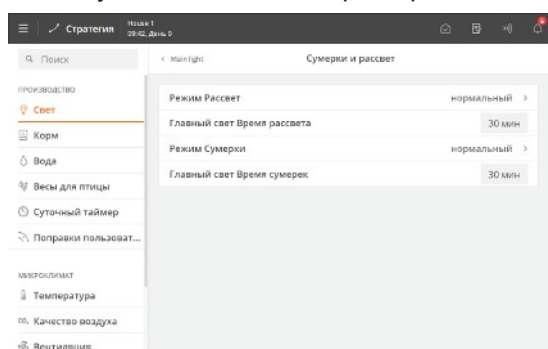 Стратегия
House 1
09:42, День 0
Поиск
< Main light
Сумерки и рассвет
ПРОИЗВОДСТВО
Свет
Корм
Вода
Весы для птицы
Суточный таймер
Поправки пользоват...
МИКРОКЛИМАТ
Температура
Качество воздуха
Вентиляция
Режим Рассвет нормальный >
Главный свет Время рассвета 30 мин
Режим Сумерки нормальный >
Главный свет Время сумерек 30 мин